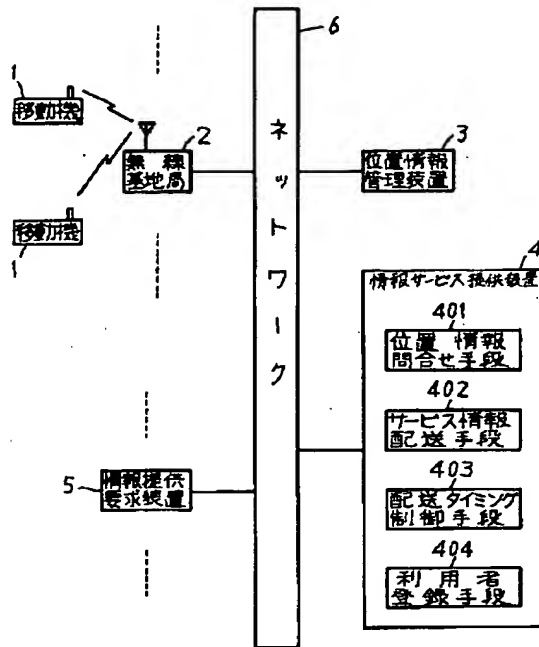 6
1
移動機
2
無線
基地局
移動機
1
ネットワーク
3
位置情報
管理装置
4
情報サービス提供装置
401
位置情報
問合せ手段
402
サービス情報
配送手段
403
配送タイミング
制御手段
404
利用者
登録手段
5
情報提供
要求装置